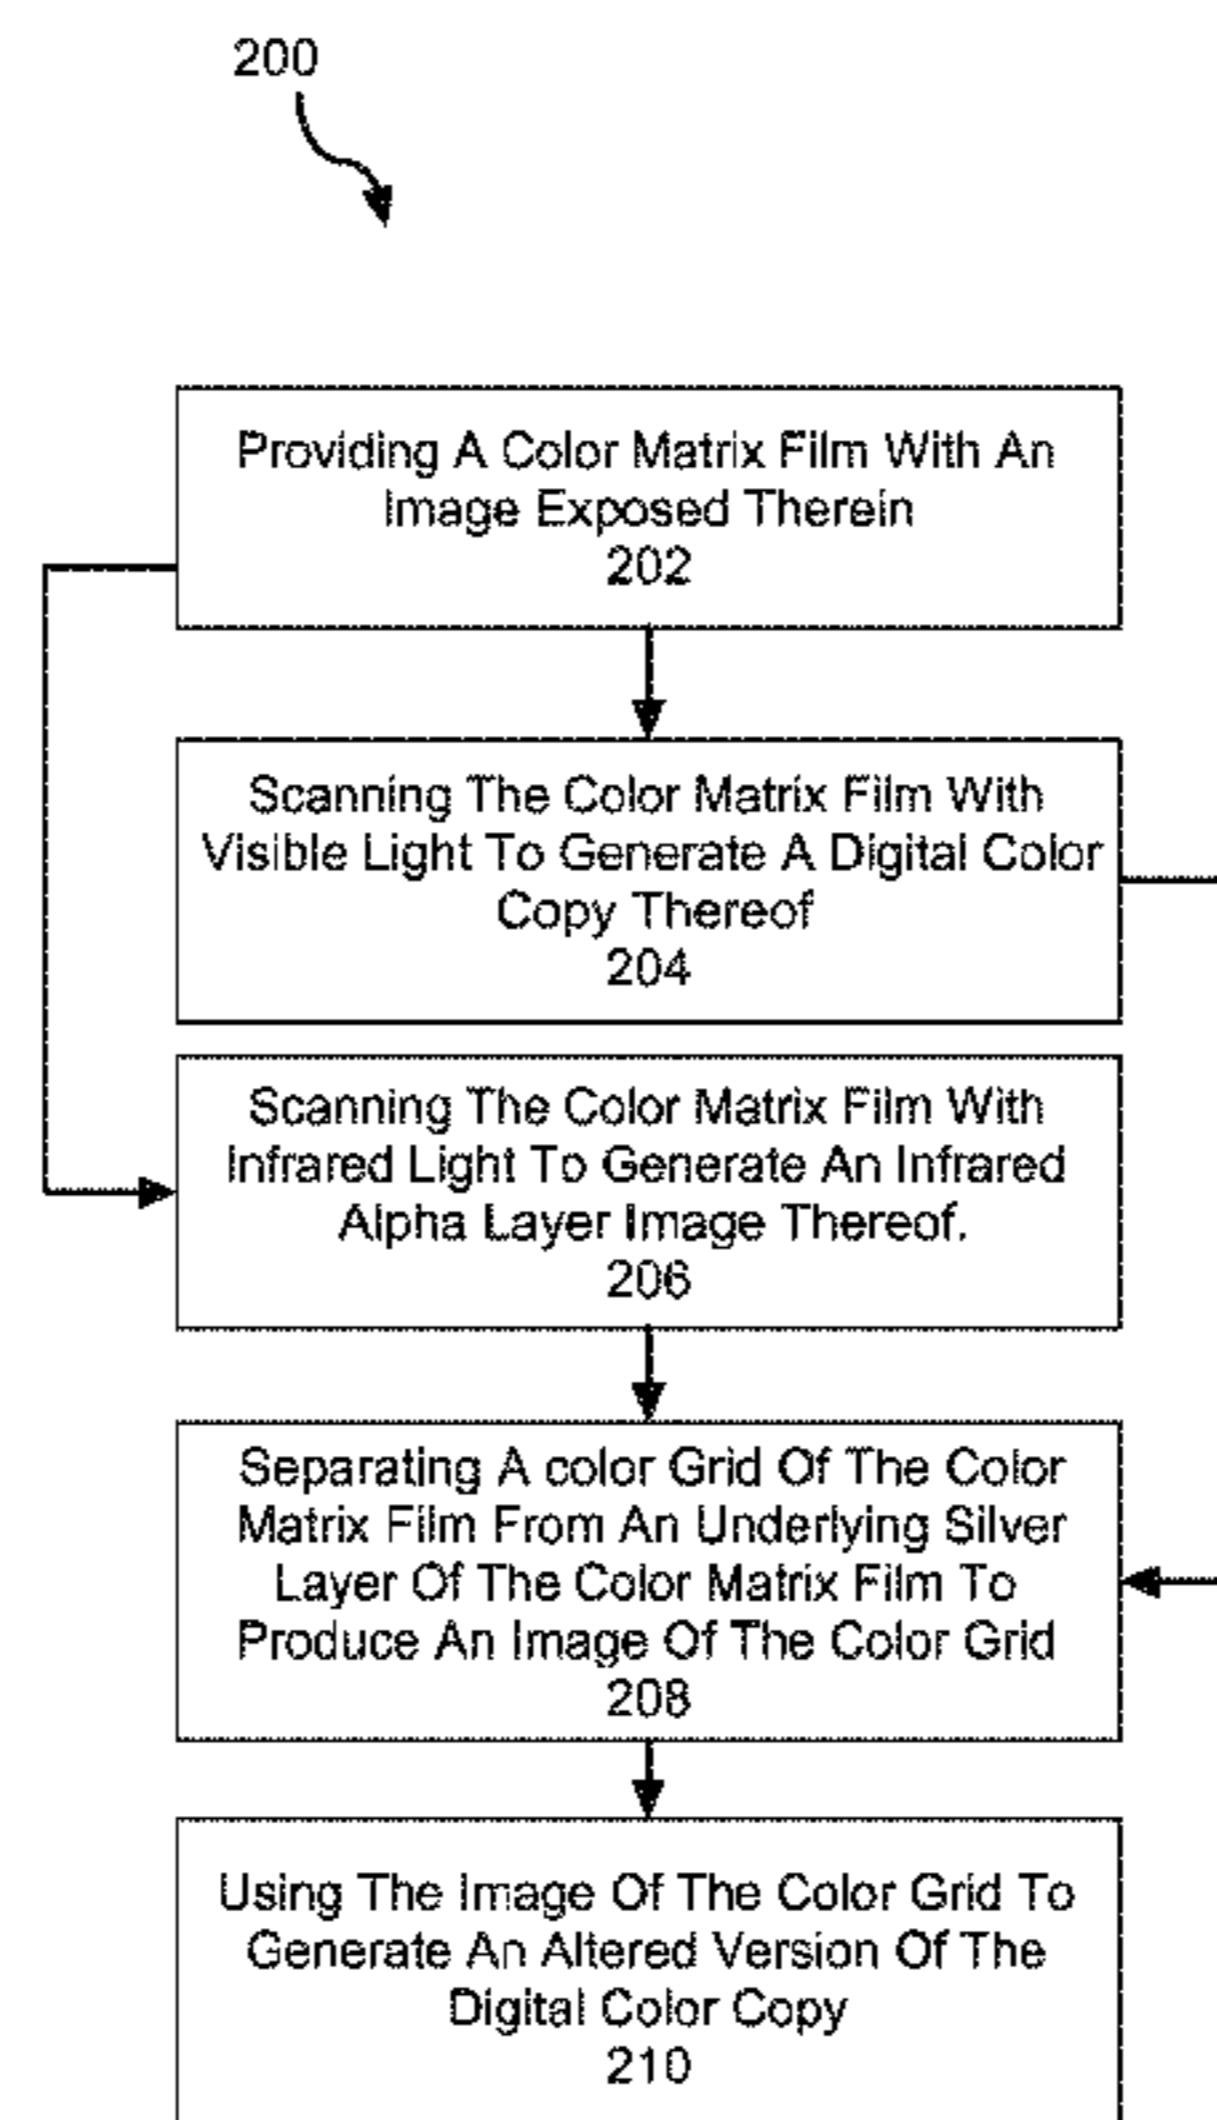 200
Providing A Color Matrix Film With An
Image Exposed Therein
202
Scanning The Color Matrix Film With
Visible Light To Generate A Digital Color
Copy Thereof
204
Scanning The Color Matrix Film With
Infrared Light To Generate An Infrared
Alpha Layer Image Thereof.
206
Separating A color Grid Of The Color
Matrix Film From An Underlying Silver
Layer Of The Color Matrix Film To
Produce An Image Of The Color Grid
208
Using The Image Of The Color Grid To
Generate An Altered Version Of The
Digital Color Copy
210